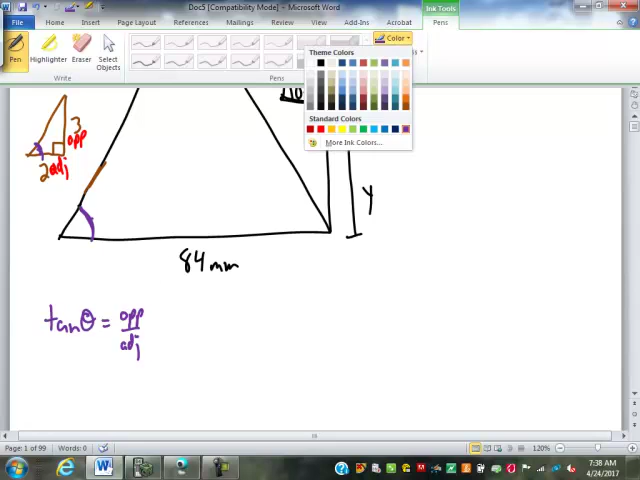 Doc5 [Compatibility Mode] - Microsoft Word
Ink Tools
File
Home
Insert
Page Layout
References
Mailings
Review
View
Add-Ins
Acrobat
Pens
Pen
Highlighter
Eraser
Select
Objects
Write
Pens
Color
Theme Colors
Standard Colors
More Ink Colors...
3
opp
2 adj
y
84 mm
tanθ = opp
adj
Page: 1 of 99
Words: 0
120%
7:38 AM
4/24/2017